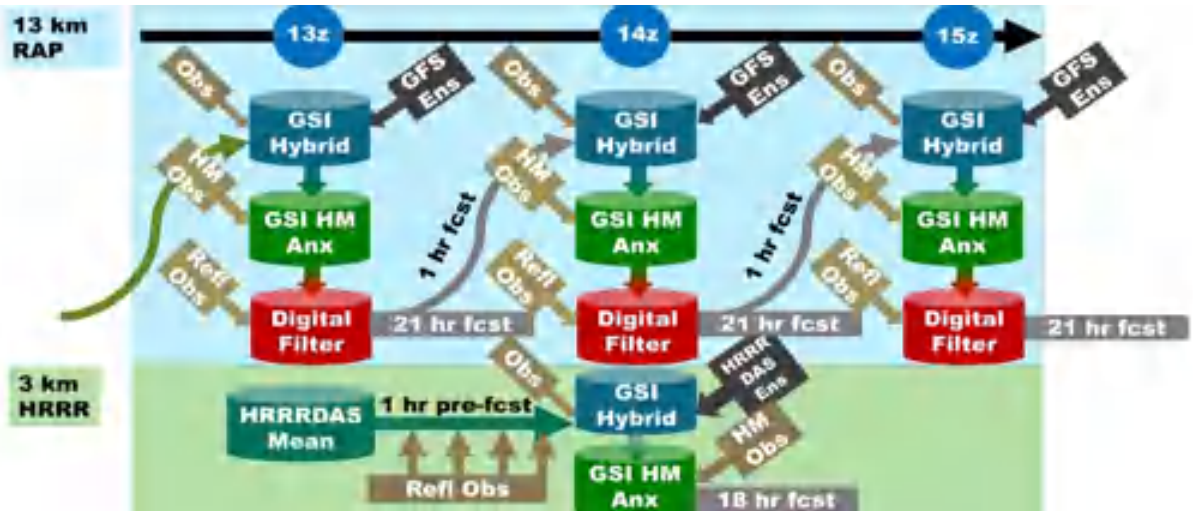 13 km
RAP
13z
14z
15z
Obs
GFS
Ens
Obs
GFS
Ens
Obs
GFS
Ens
GSI
Hybrid
GSI
Hybrid
GSI
Hybrid
HM
Obs
HM
Obs
HM
Obs
GSI HM
Anx
1 hr fcst
GSI HM
Anx
1 hr fcst
GSI HM
Anx
Refl
Obs
Refl
Obs
Refl
Obs
Digital
Filter
21 hr fcst
Digital
Filter
21 hr fcst
Digital
Filter
21 hr fcst
3 km
HRRR
HRRRDAS
Mean
1 hr pre-fcst
Refl Obs
Obs
GSI
Hybrid
HRRR
DAS
Ens
HM
Obs
GSI HM
Anx
18 hr fcst